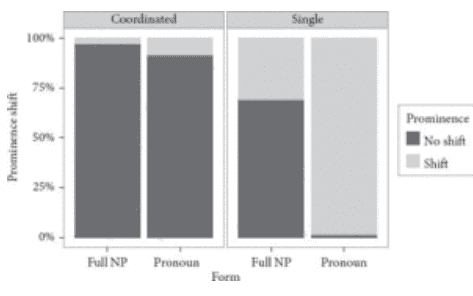 Coordinated
Single
100%
75%
50%
25%
0%
Prominence shift
Full NP
Pronoun
Full NP
Pronoun
Form
Prominence
No shift
Shift